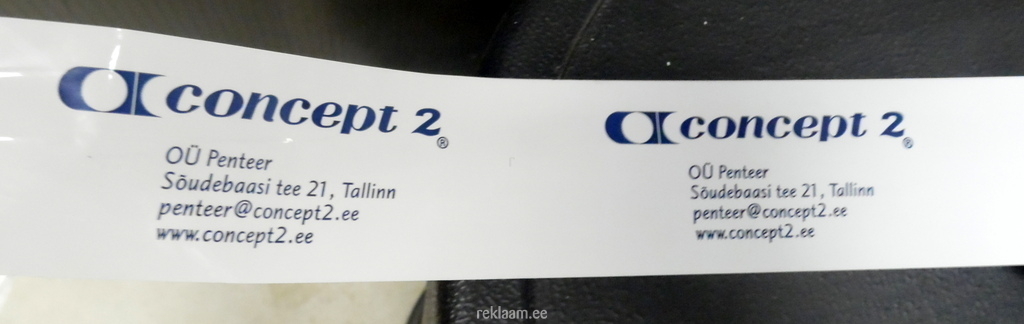 concept 2®
OÜ Penteer
Sõudebaasi tee 21, Tallinn
penteer@concept2.ee
www.concept2.ee
concept 2®
OÜ Penteer
Sõudebaasi tee 21, Tallinn
penteer@concept2.ee
www.concept2.ee
reklaam.ee